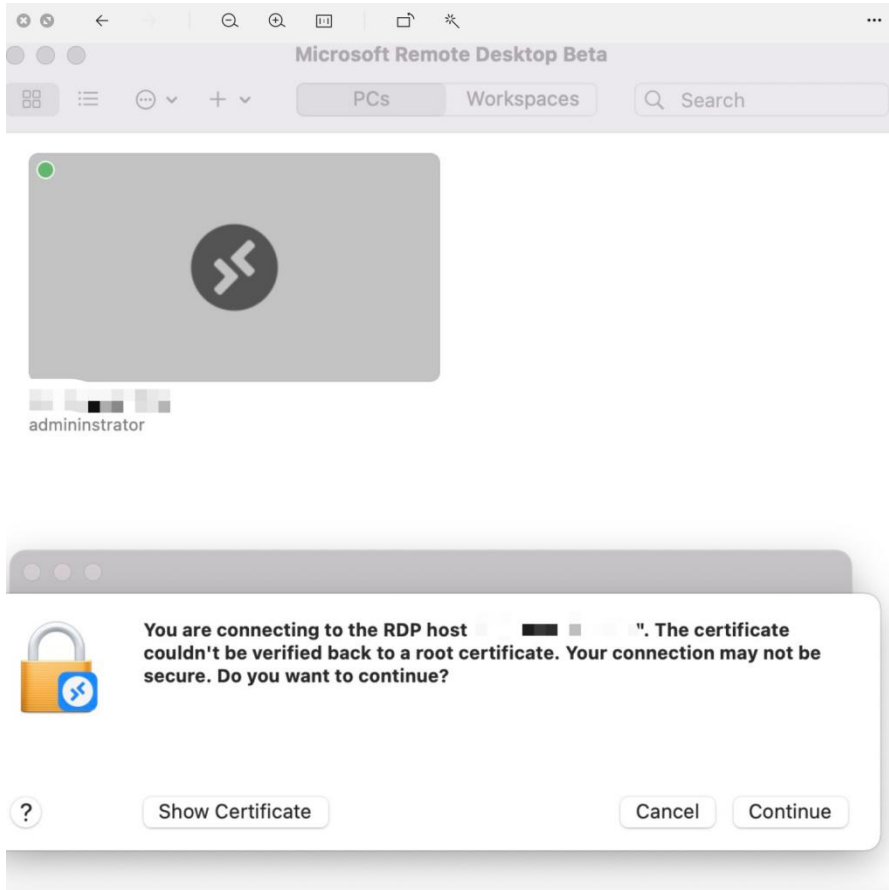 Microsoft Remote Desktop Beta
PCs
Workspaces
Search
admininstrator
You are connecting to the RDP host ". The certificate
couldn't be verified back to a root certificate. Your connection may not be
secure. Do you want to continue?
?
Show Certificate
Cancel
Continue